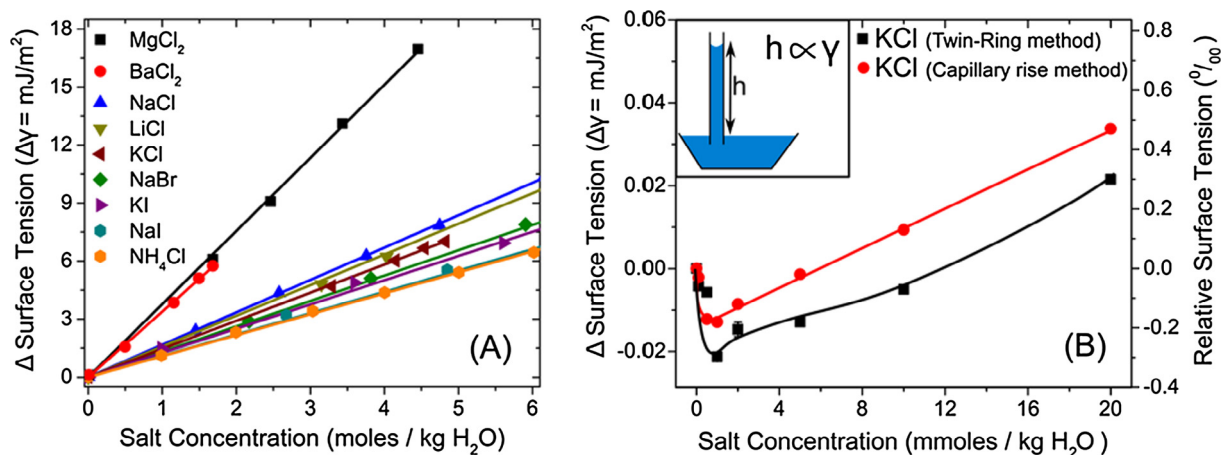 Δ Surface Tension (Δγ = mJ/m²)
18
15
12
9
6
3
0
MgCl₂
BaCl₂
NaCl
LiCl
KCl
NaBr
KI
NaI
NH₄Cl
(A)
0 1 2 3 4 5 6
Salt Concentration (moles / kg H₂O)
Δ Surface Tension (Δγ = mJ/m²)
0.06
0.04
0.02
0.00
-0.02
h
h ∝ γ
KCl (Twin-Ring method)
KCl (Capillary rise method)
(B)
0 4 8 12 16 20
Salt Concentration (mmoles / kg H₂O )
0.8
0.6
0.4
0.2
0.0
-0.2
-0.4
Relative Surface Tension (⁰/₀₀)